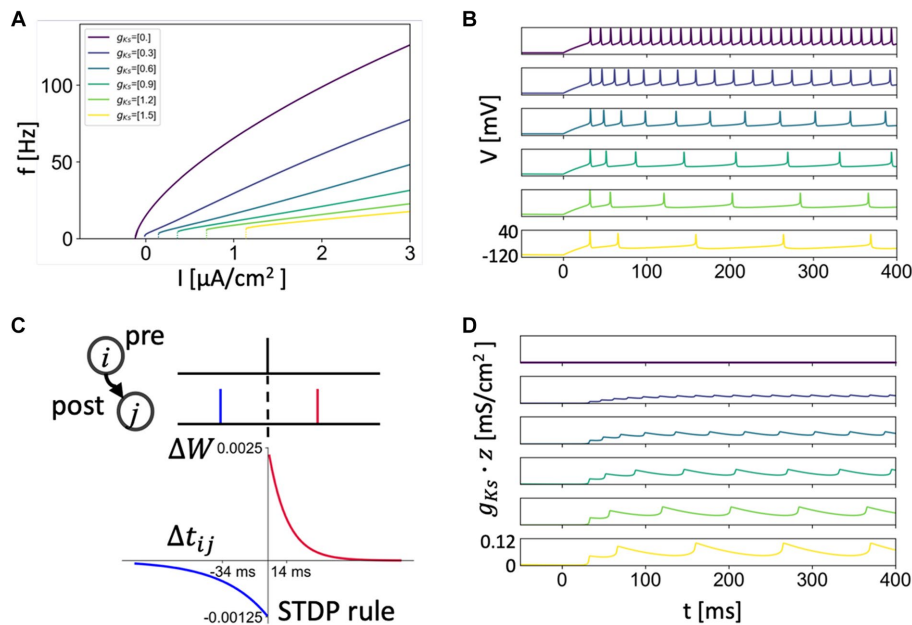 A
f [Hz]
100
50
0
gKs=[0.]
gKs=[0.3]
gKs=[0.6]
gKs=[0.9]
gKs=[1.2]
gKs=[1.5]
0 1 2 3
I [µA/cm²]
B
V [mV]
40
-120
0 100 200 300 400
C
i pre
post j
ΔW
0.0025
Δtij
-34 ms 14 ms
-0.00125
STDP rule
D
gKs · z [mS/cm²]
0.12
0
0 100 200 300 400
t [ms]